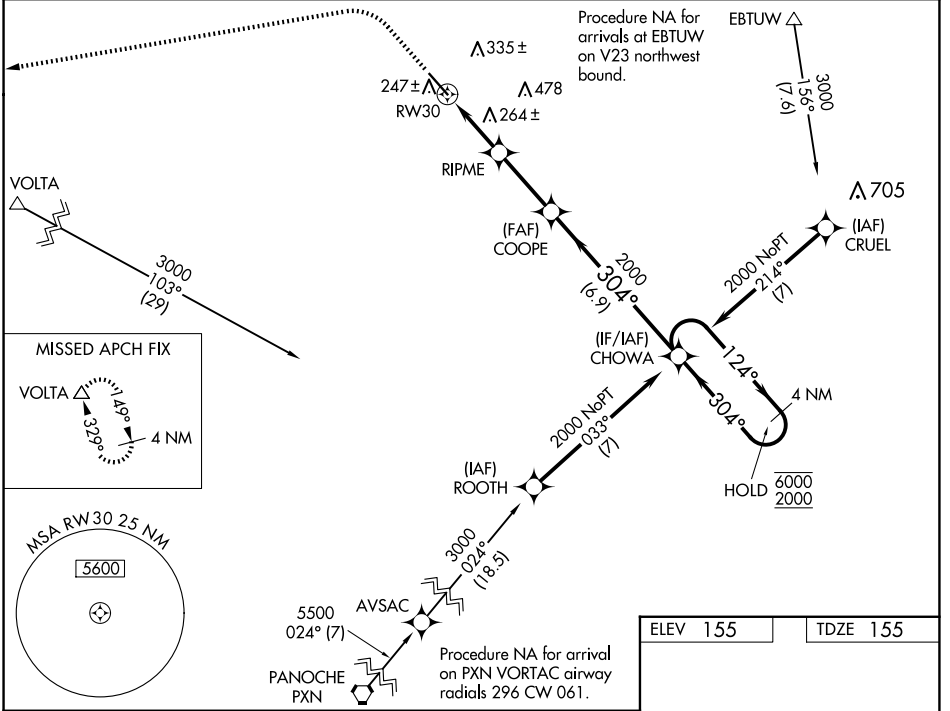 Procedure NA for
arrivals at EBTUW
on V23 northwest
bound.
EBTUW
335 ±
247 ±
478
RW30
264 ±
3000
156°
(7.6)
RIPME
VOLTA
705
(FAF)
COOPE
(IAF)
CRUEL
2000 NoPT
214°
(7)
3000
103°
(29)
2000
304°
(6.9)
(IF/IAF)
CHOWA
MISSED APCH FIX
VOLTA
149°
329°
4 NM
124°
304°
4 NM
2000 NoPT
033°
(7)
(IAF)
ROOTH
HOLD
6000
2000
MSA RW30 25 NM
5600
3000
024°
(18.5)
AVSAC
5500
024° (7)
PANOCHE
PXN
Procedure NA for arrival
on PXN VORTAC airway
radials 296 CW 061.
ELEV 155
TDZE 155